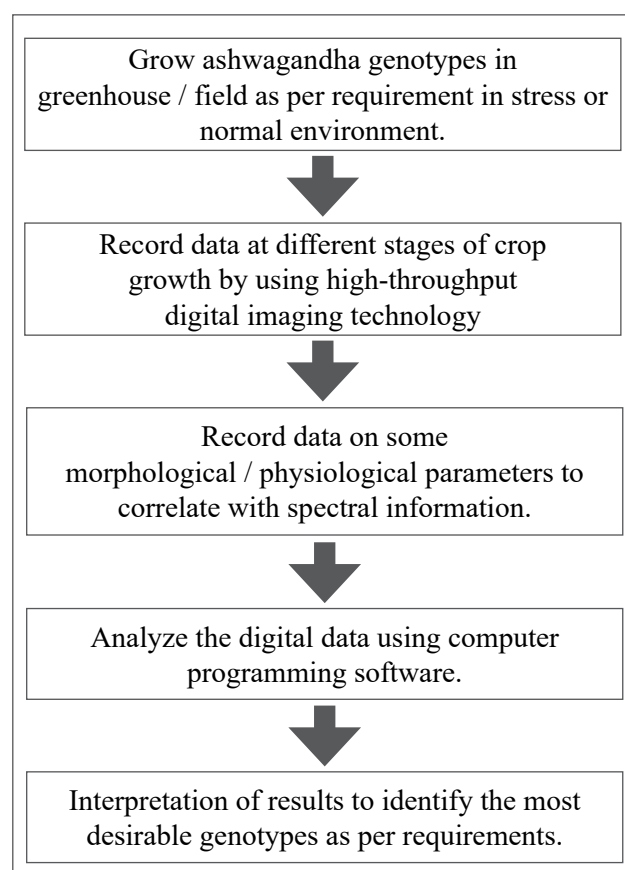 Grow ashwagandha genotypes in
greenhouse / field as per requirement in stress or
normal environment.
Record data at different stages of crop
growth by using high-throughput
digital imaging technology
Record data on some
morphological / physiological parameters to
correlate with spectral information.
Analyze the digital data using computer
programming software.
Interpretation of results to identify the most
desirable genotypes as per requirements.